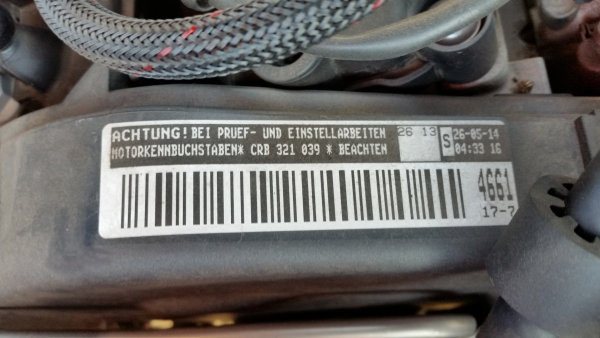 ACHTUNG! BEI PRUEF- UND EINSTELLARBEITEN
MOTORKENNBUCHSTABEN* CRB 321 039 * BEACHTEN
26 13
S
26-05-14
04:33 16
4661
17-7